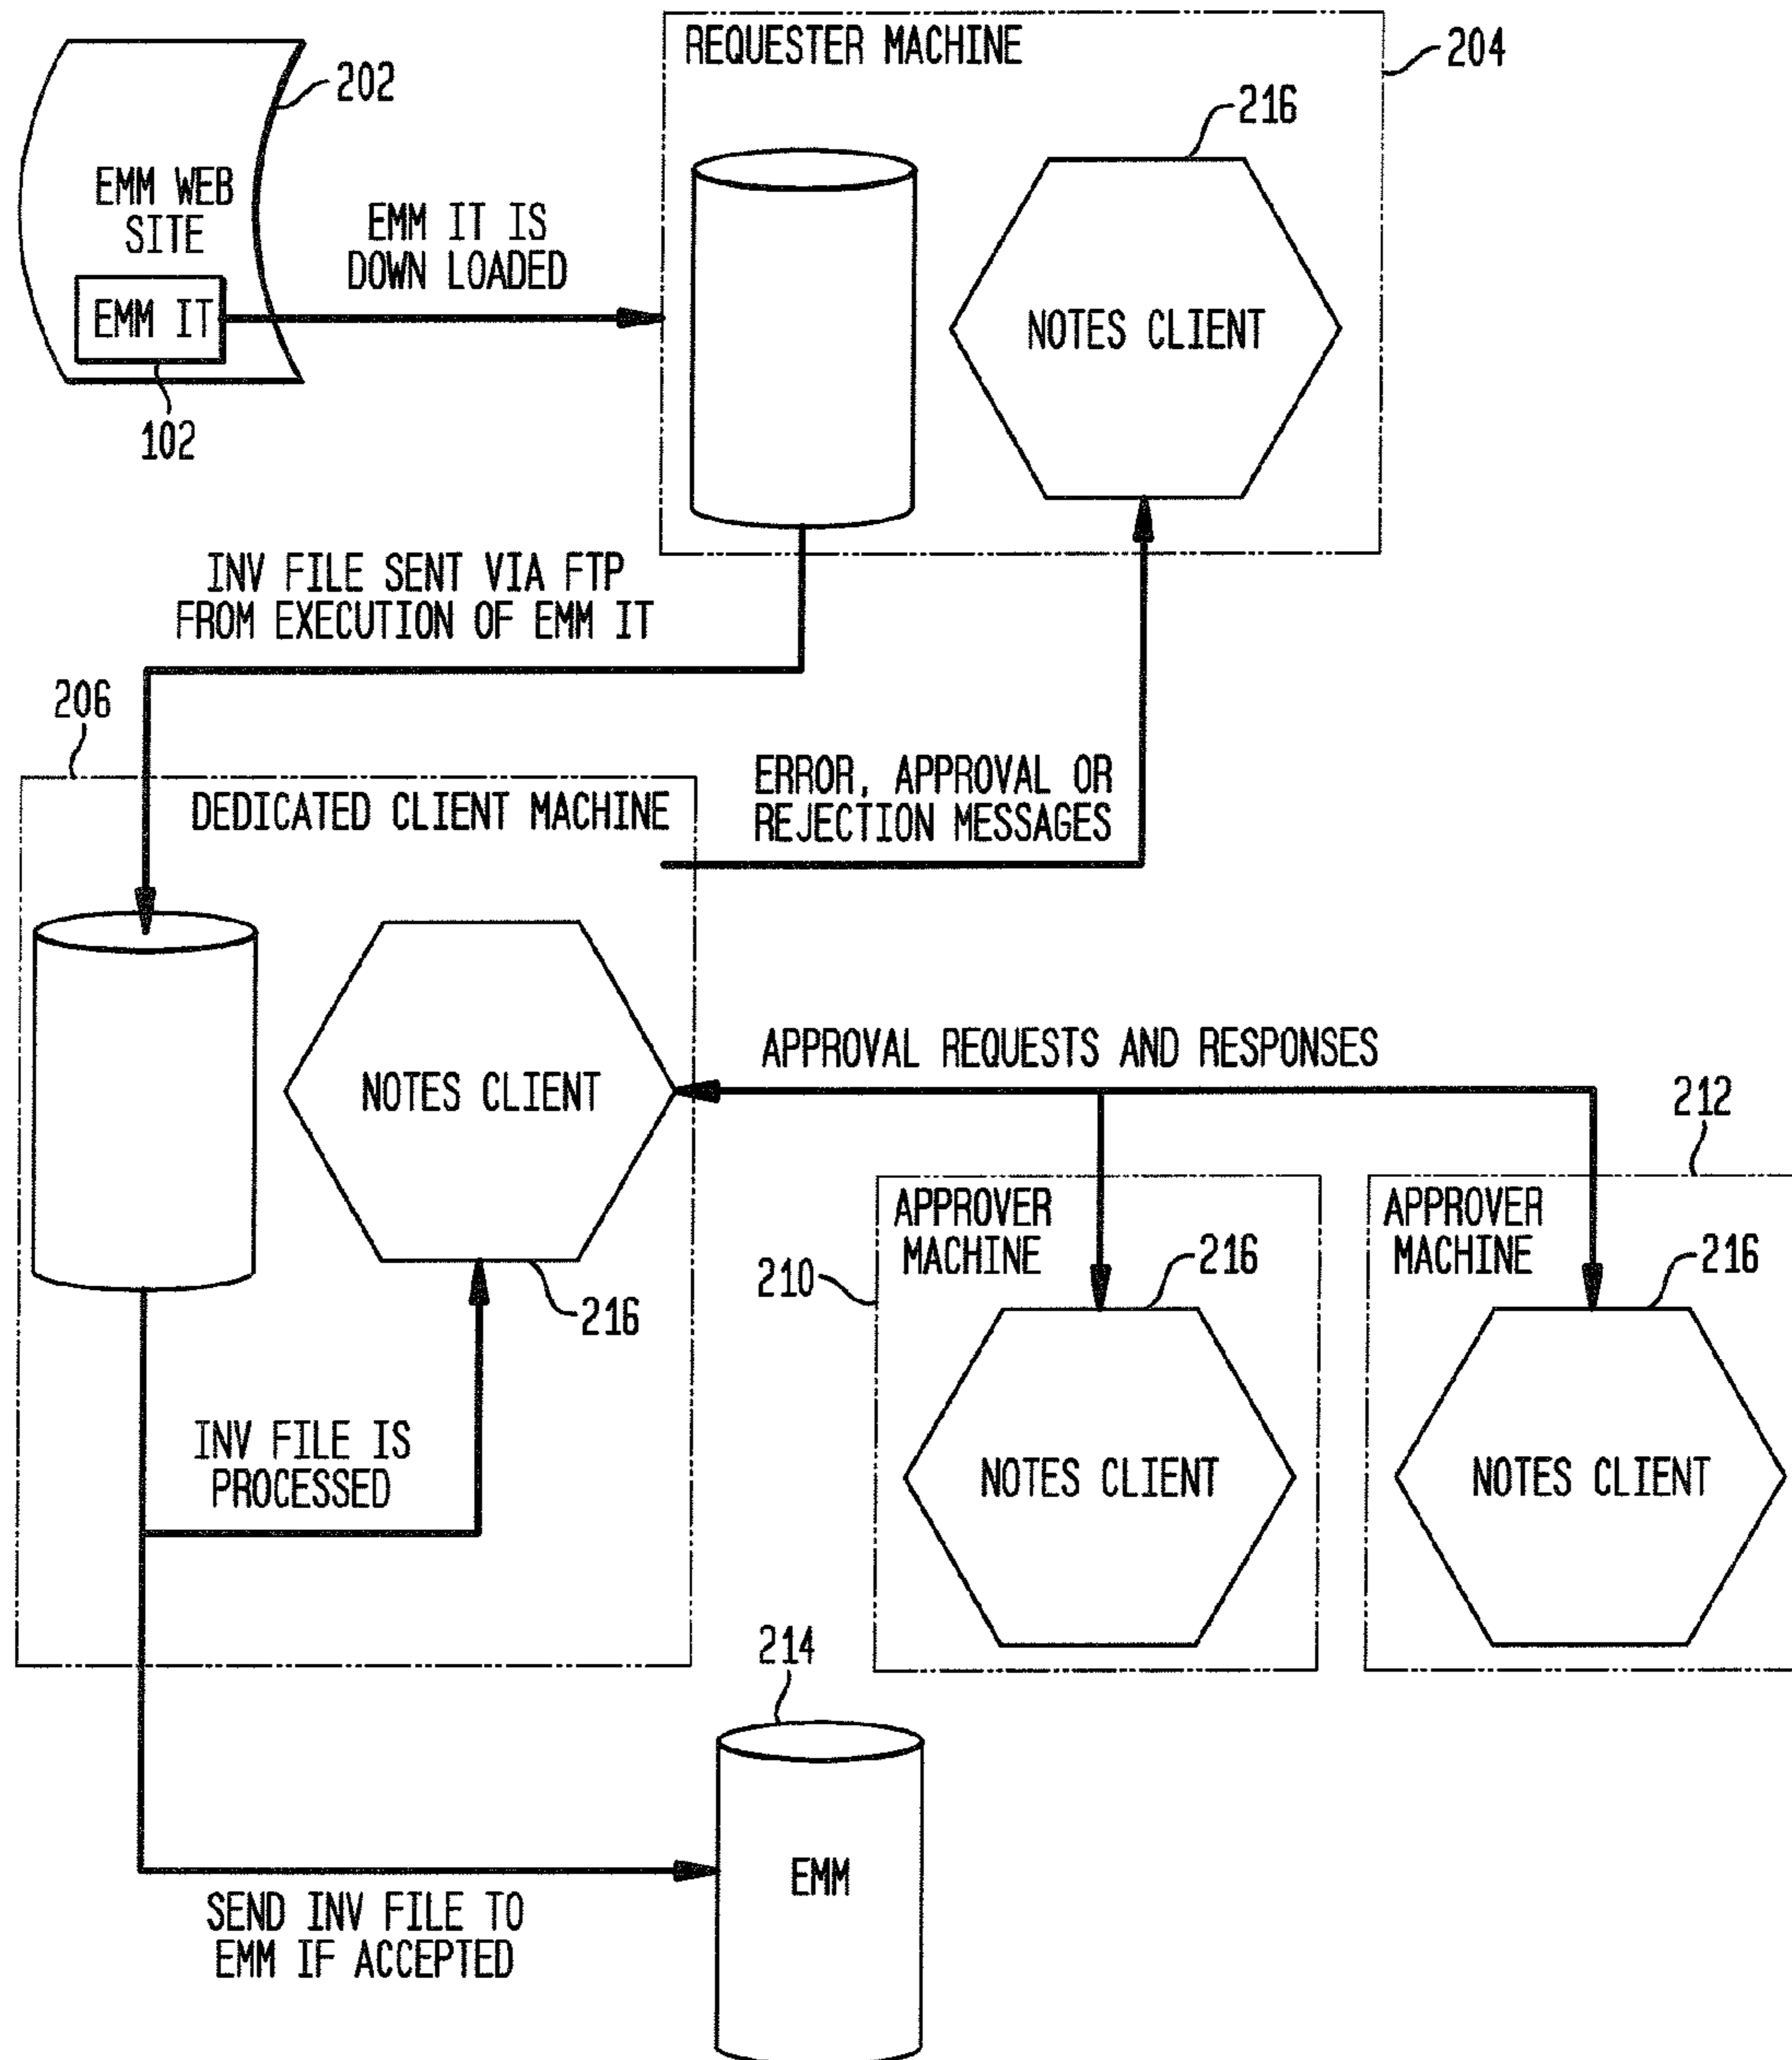 REQUESTER MACHINE
204
202
216
EMM WEB
SITE
EMM IT IS
DOWN LOADED
EMM IT
NOTES CLIENT
102
INV FILE SENT VIA FTP
FROM EXECUTION OF EMM IT
206
DEDICATED CLIENT MACHINE
ERROR, APPROVAL OR
REJECTION MESSAGES
NOTES CLIENT
APPROVAL REQUESTS AND RESPONSES
212
APPROVER
MACHINE
APPROVER
MACHINE
210
216
216
216
INV FILE IS
PROCESSED
NOTES CLIENT
NOTES CLIENT
214
EMM
SEND INV FILE TO
EMM IF ACCEPTED